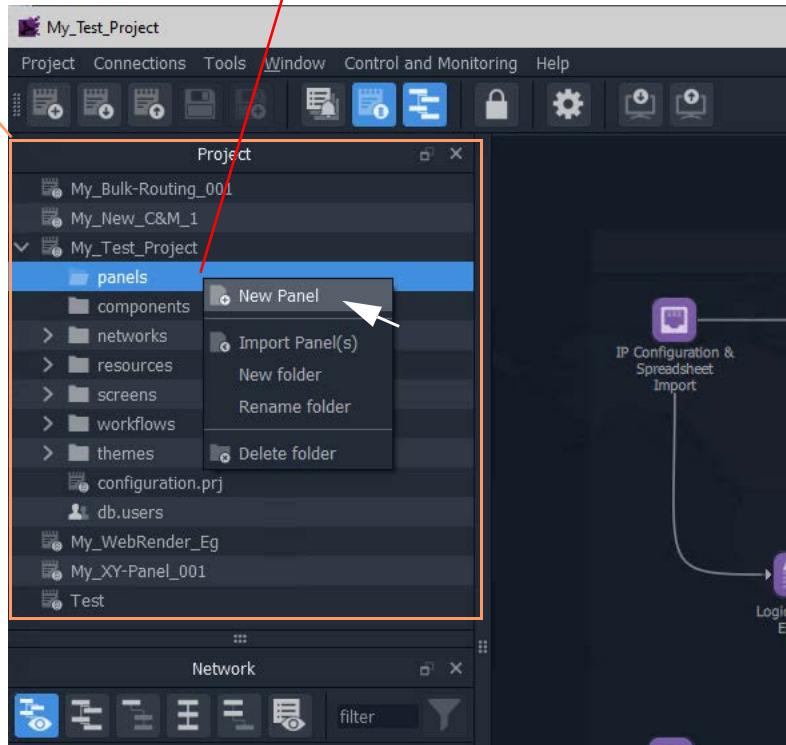 My_Test_Project
Project Connections Tools Window Control and Monitoring Help
Project
My_Bulk-Routing_001
My_New_C&M_1
My_Test_Project
panels
New Panel
components
networks
Import Panel(s)
resources
New folder
screens
Rename folder
workflows
themes
Delete folder
configuration.prj
db.users
My_WebRender_Eg
My_XY-Panel_001
Test
Network
filter
IP Configuration &
Spreadsheet
Import